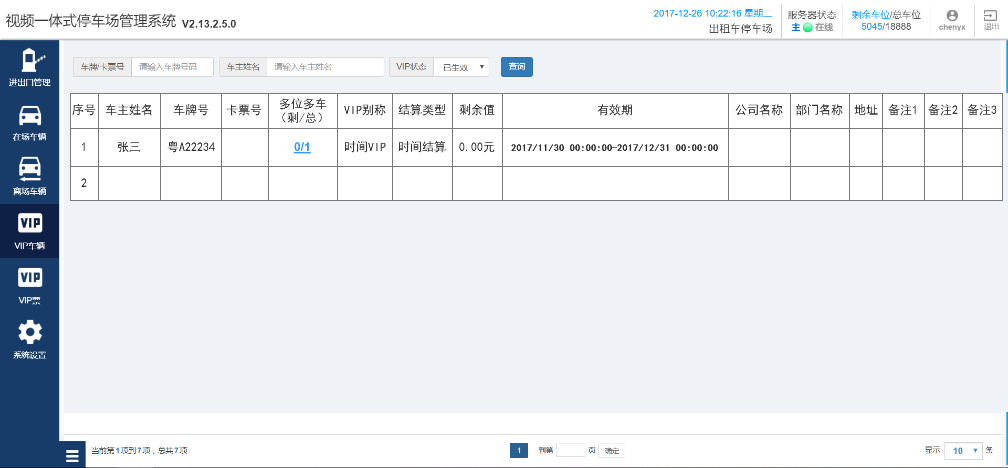 视频一体式停车场管理系统 V2.13.2.5.0
2017-12-26 10:22:16 星期二
出租车停车场
服务器状态
主 在线
剩余车位/总车位
5045/18888
chenyx
退出
进出门管理
在场车辆
离场车辆
VIP
VIP车辆
VIP
VIP票
系统设置
车牌/卡票号 请输入车牌号码 车主姓名 请输入车主姓名 VIP状态 已生效 查询
序号 车主姓名 车牌号 卡票号 多位多车（剩/总） VIP别称 结算类型 剩余值 有效期 公司名称 部门名称 地址 备注1 备注2 备注3
1 张三 粤A22234 0/1 时间VIP 时间结算 0.00元 2017/11/30 00:00:00-2017/12/31 00:00:00
2
当前第1项到7项，总共7项 1 到第 页 确定 显示 10 条